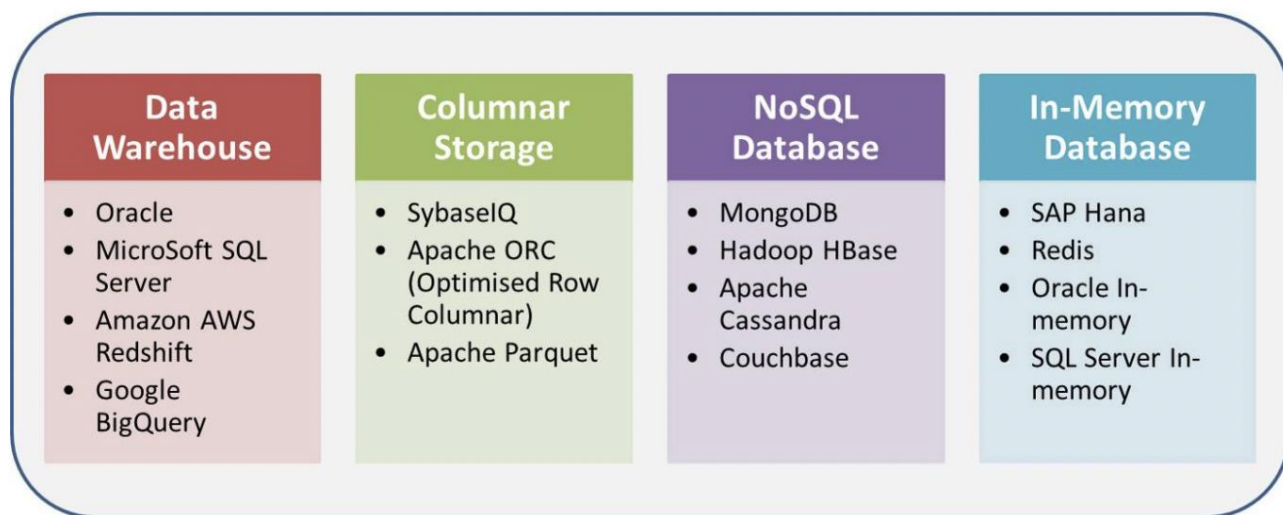 Data
Warehouse
• Oracle
• MicroSoft SQL
Server
• Amazon AWS
Redshift
• Google
BigQuery
Columnar
Storage
• SybaseIQ
• Apache ORC
(Optimised Row
Columnar)
• Apache Parquet
NoSQL
Database
• MongoDB
• Hadoop HBase
• Apache
Cassandra
• Couchbase
In-Memory
Database
• SAP Hana
• Redis
• Oracle In-
memory
• SQL Server In-
memory